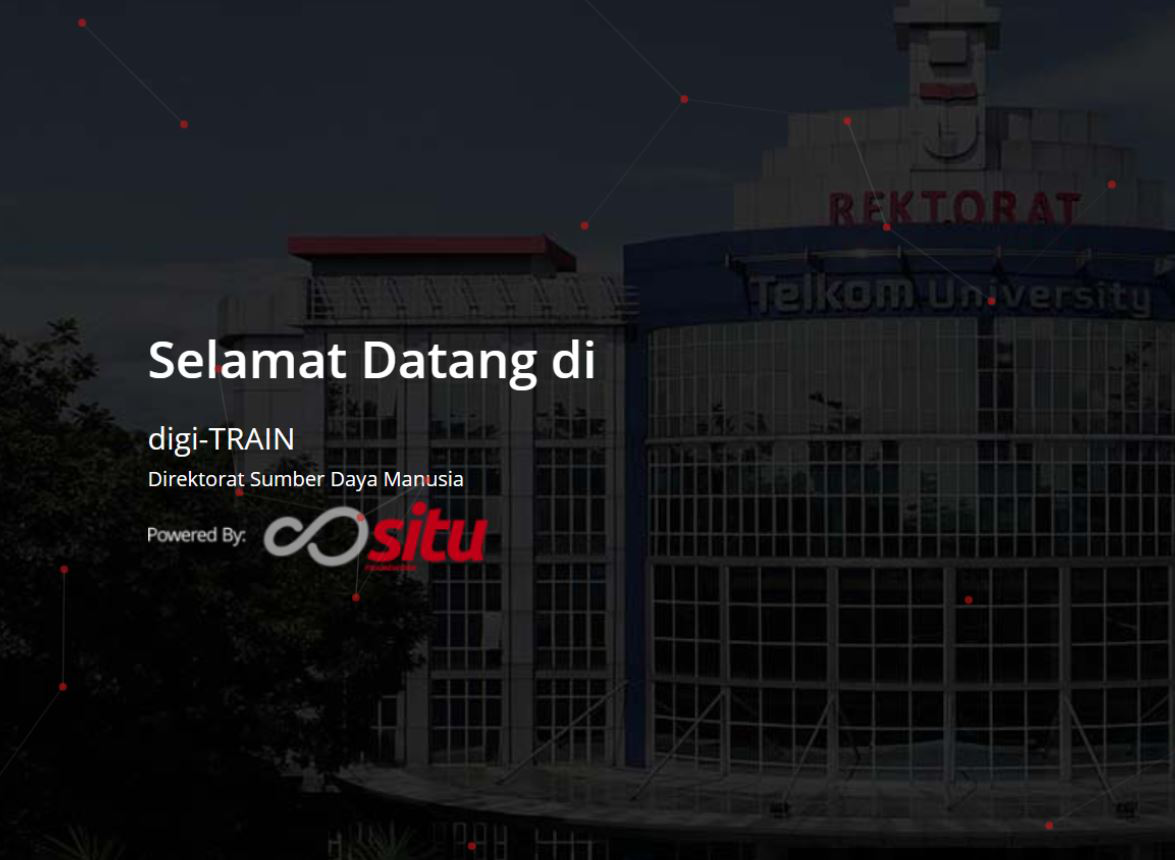 REKTORAT
Telkom University
Selamat Datang di
digi-TRAIN
Direktorat Sumber Daya Manusia
Powered By: situ